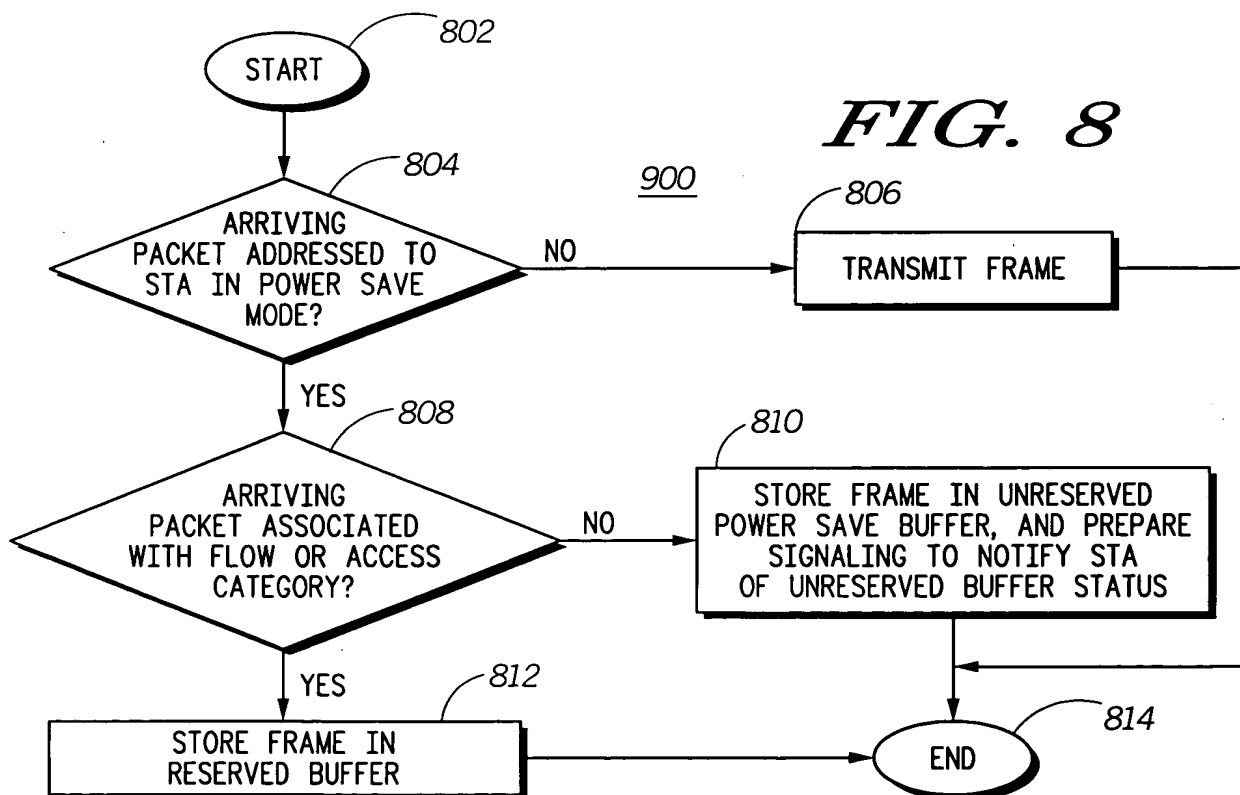 802
START
FIG. 8
804
900
806
ARRIVING
PACKET ADDRESSED TO
STA IN POWER SAVE
MODE?
NO
TRANSMIT FRAME
YES
808
810
ARRIVING
PACKET ASSOCIATED
WITH FLOW OR ACCESS
CATEGORY?
NO
STORE FRAME IN UNRESERVED
POWER SAVE BUFFER, AND PREPARE
SIGNALING TO NOTIFY STA
OF UNRESERVED BUFFER STATUS
YES
812
STORE FRAME IN
RESERVED BUFFER
814
END